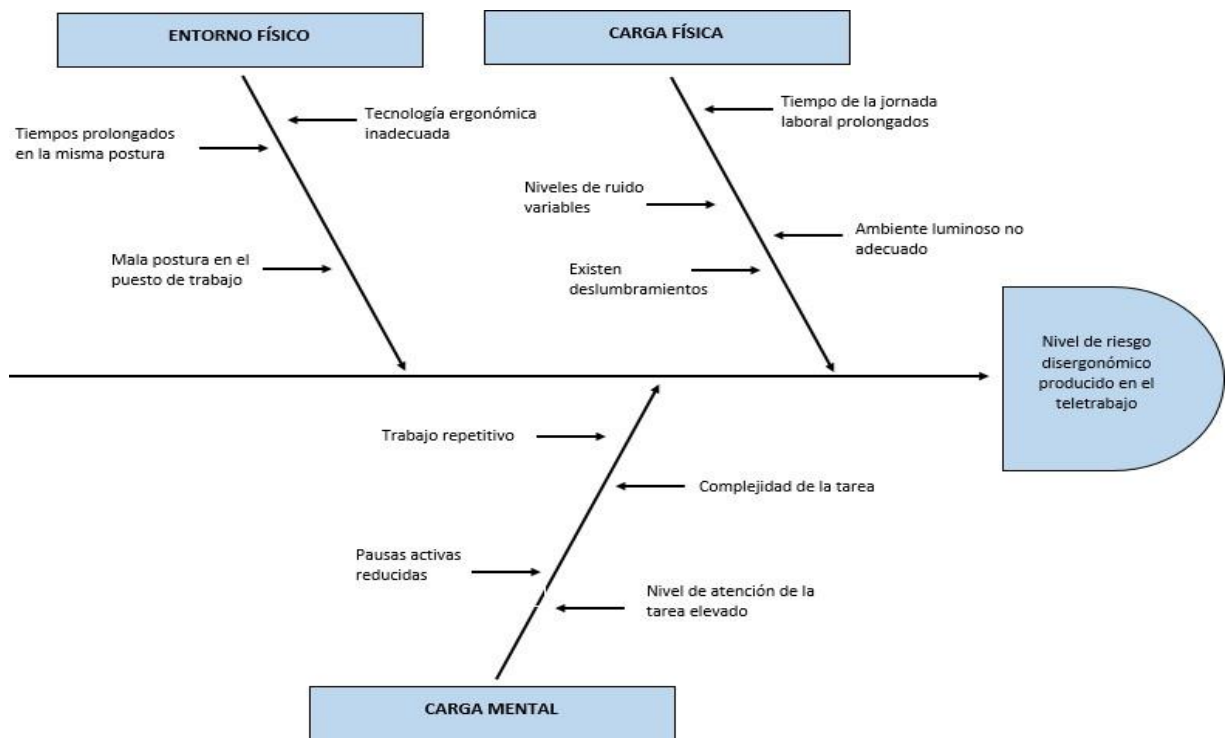 ENTORNO FÍSICO
CARGA FÍSICA
Tecnología ergonómica
inadecuada
Tiempos prolongados
en la misma postura
Mala postura en el
puesto de trabajo
Tiempo de la jornada
laboral prolongados
Niveles de ruido
variables
Ambiente luminoso no
adecuado
Existen
deslumbramientos
Nivel de riesgo
disergonómico
producido en el
teletrabajo
Trabajo repetitivo
Complejidad de la tarea
Pausas activas
reducidas
Nivel de atención de la
tarea elevado
CARGA MENTAL